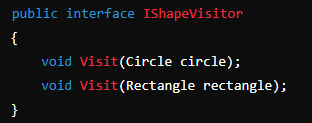 public interface IShapeVisitor
{
    void Visit(Circle circle);
    void Visit(Rectangle rectangle);
}